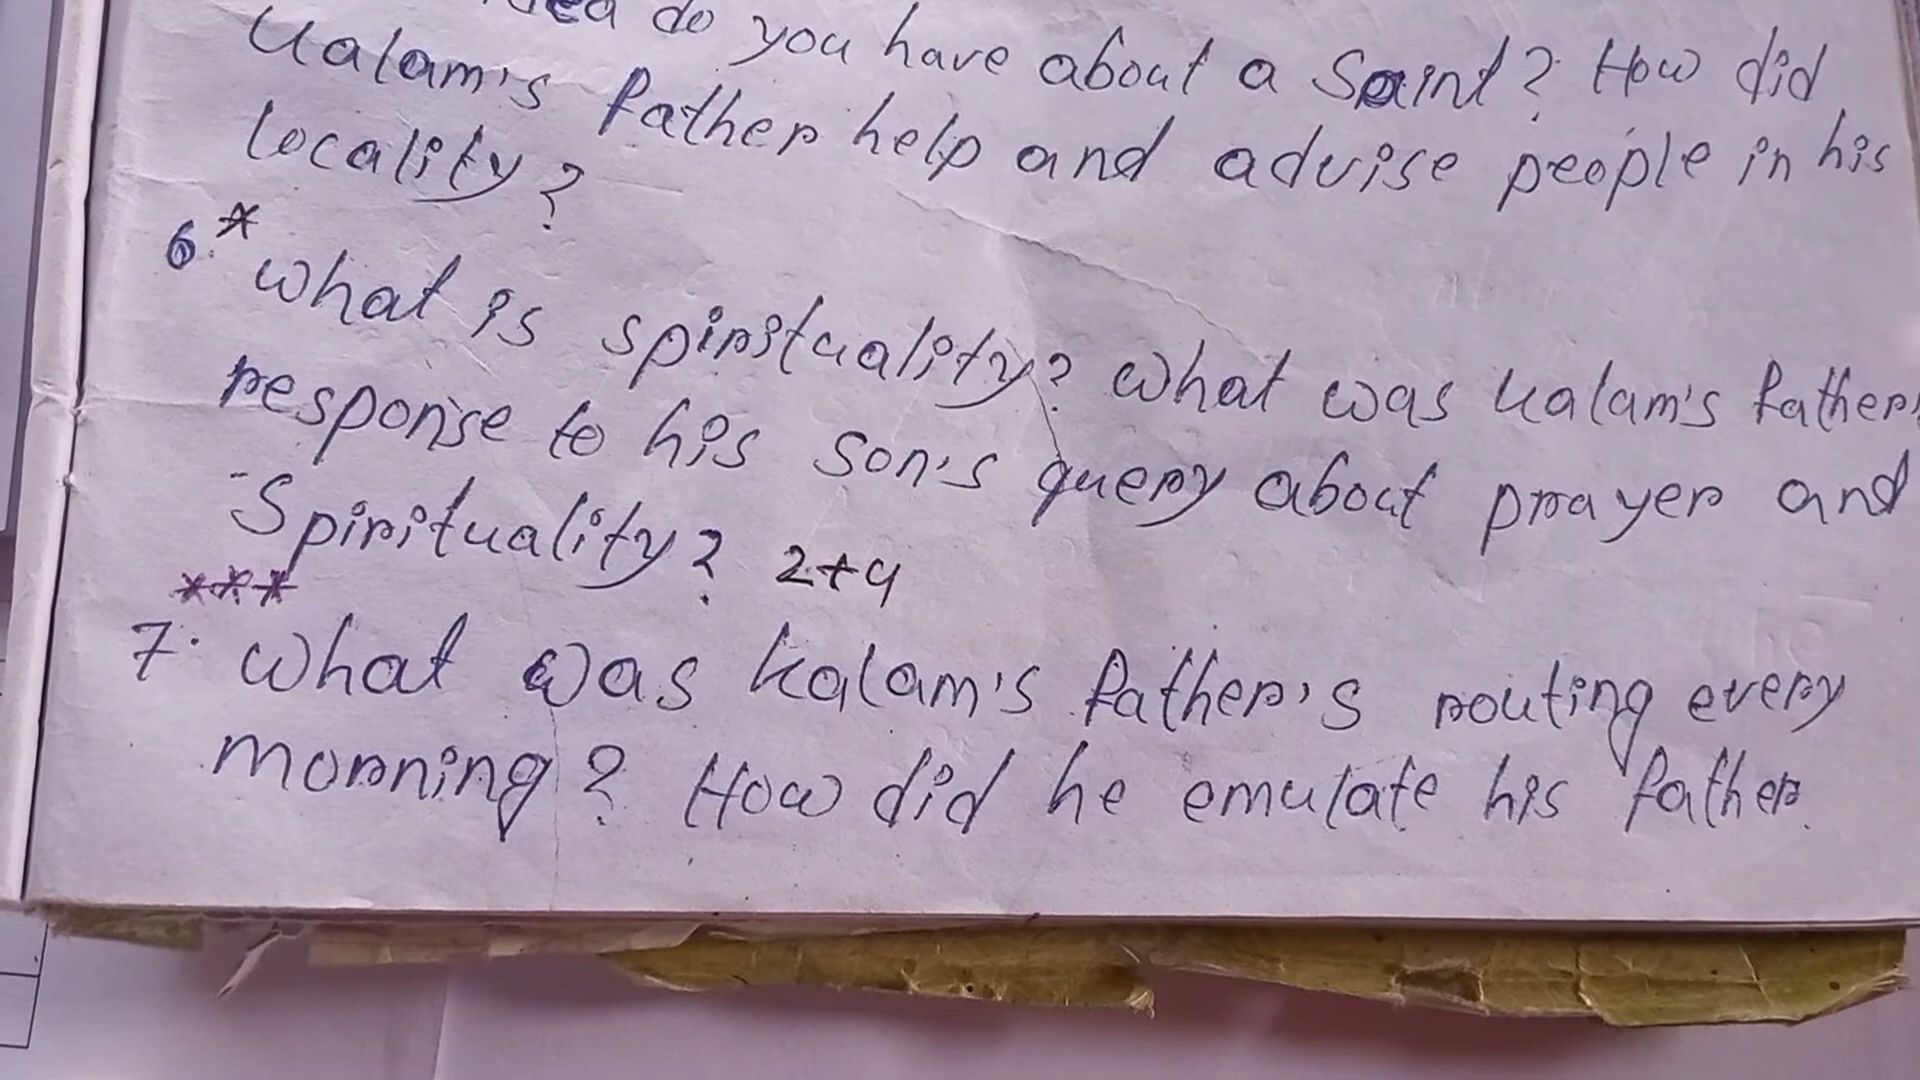 do you have about a Saint? How did
Kalam's father help and advise people in his
locality?
6. * What is spirituality? What was Kalam's father's
response to his son's query about prayer and
Spirituality? 2+4
***
7. What was Kalam's father's routing every
morning? How did he emulate his father.